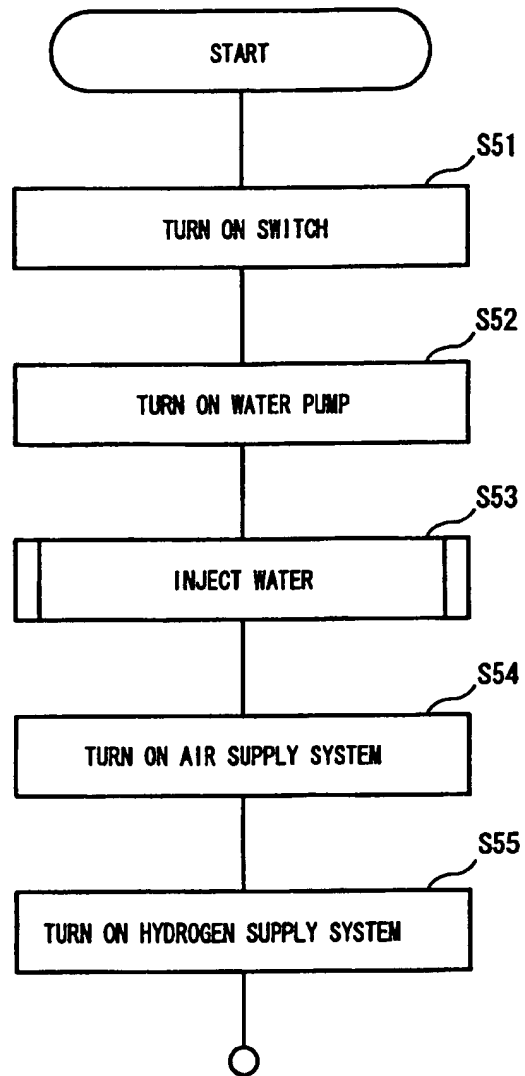 START
S51
TURN ON SWITCH
S52
TURN ON WATER PUMP
S53
INJECT WATER
S54
TURN ON AIR SUPPLY SYSTEM
S55
TURN ON HYDROGEN SUPPLY SYSTEM